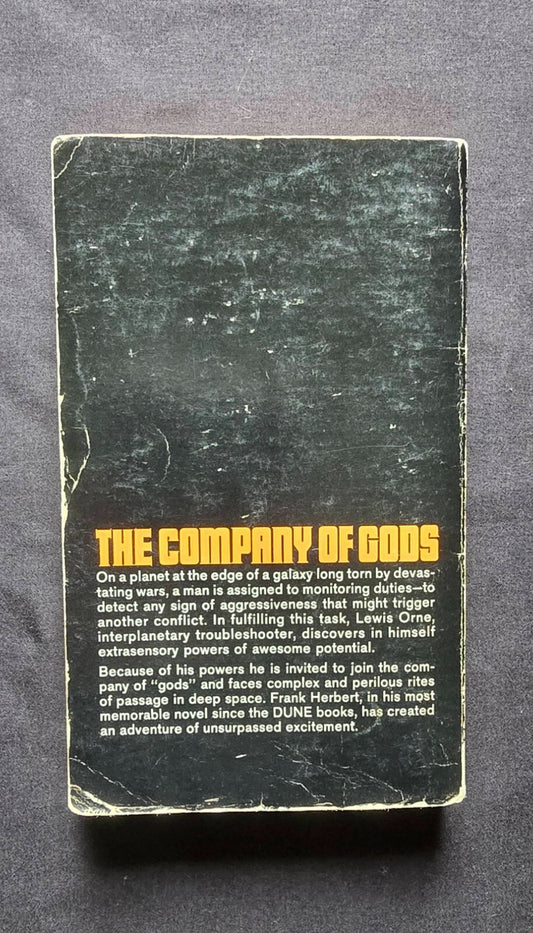 THE COMPANY OF GODS
On a planet at the edge of a galaxy long torn by devas-
tating wars, a man is assigned to monitoring duties—to
detect any sign of aggressiveness that might trigger
another conflict. In fulfilling this task, Lewis Orne,
interplanetary troubleshooter, discovers in himself
extrasensory powers of awesome potential.
Because of his powers he is invited to join the com-
pany of "gods" and faces complex and perilous rites
of passage in deep space. Frank Herbert, in his most
memorable novel since the DUNE books, has created
an adventure of unsurpassed excitement.